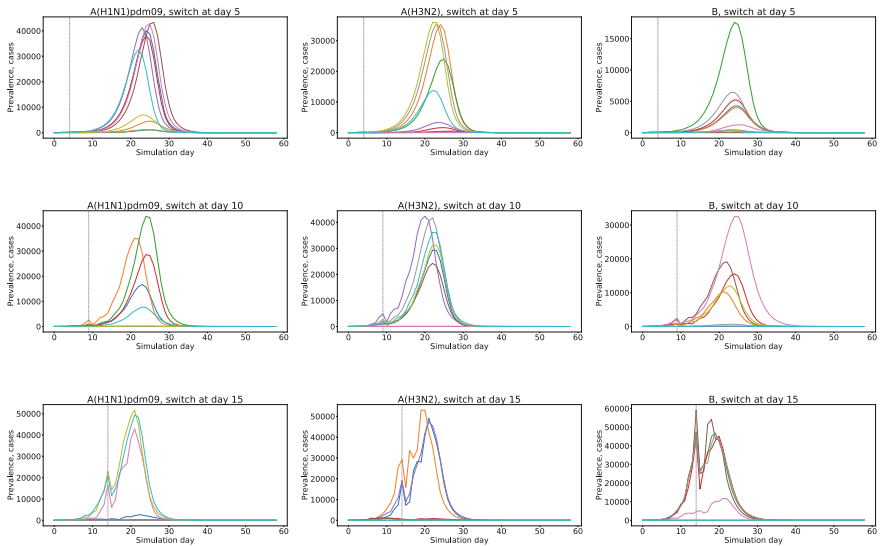 A(H1N1)pdm09, switch at day 5
A(H3N2), switch at day 5
B, switch at day 5
Prevalence, cases
40000
30000
20000
10000
0
0 10 20 30 40 50 60
Simulation day
Prevalence, cases
30000
20000
10000
0
0 10 20 30 40 50 60
Simulation day
Prevalence, cases
15000
10000
5000
0
0 10 20 30 40 50 60
Simulation day
A(H1N1)pdm09, switch at day 10
A(H3N2), switch at day 10
B, switch at day 10
Prevalence, cases
40000
30000
20000
10000
0
0 10 20 30 40 50 60
Simulation day
Prevalence, cases
40000
30000
20000
10000
0
0 10 20 30 40 50 60
Simulation day
Prevalence, cases
30000
20000
10000
0
0 10 20 30 40 50 60
Simulation day
A(H1N1)pdm09, switch at day 15
A(H3N2), switch at day 15
B, switch at day 15
Prevalence, cases
50000
40000
30000
20000
10000
0
0 10 20 30 40 50 60
Simulation day
Prevalence, cases
50000
40000
30000
20000
10000
0
0 10 20 30 40 50 60
Simulation day
Prevalence, cases
60000
50000
40000
30000
20000
10000
0
0 10 20 30 40 50 60
Simulation day